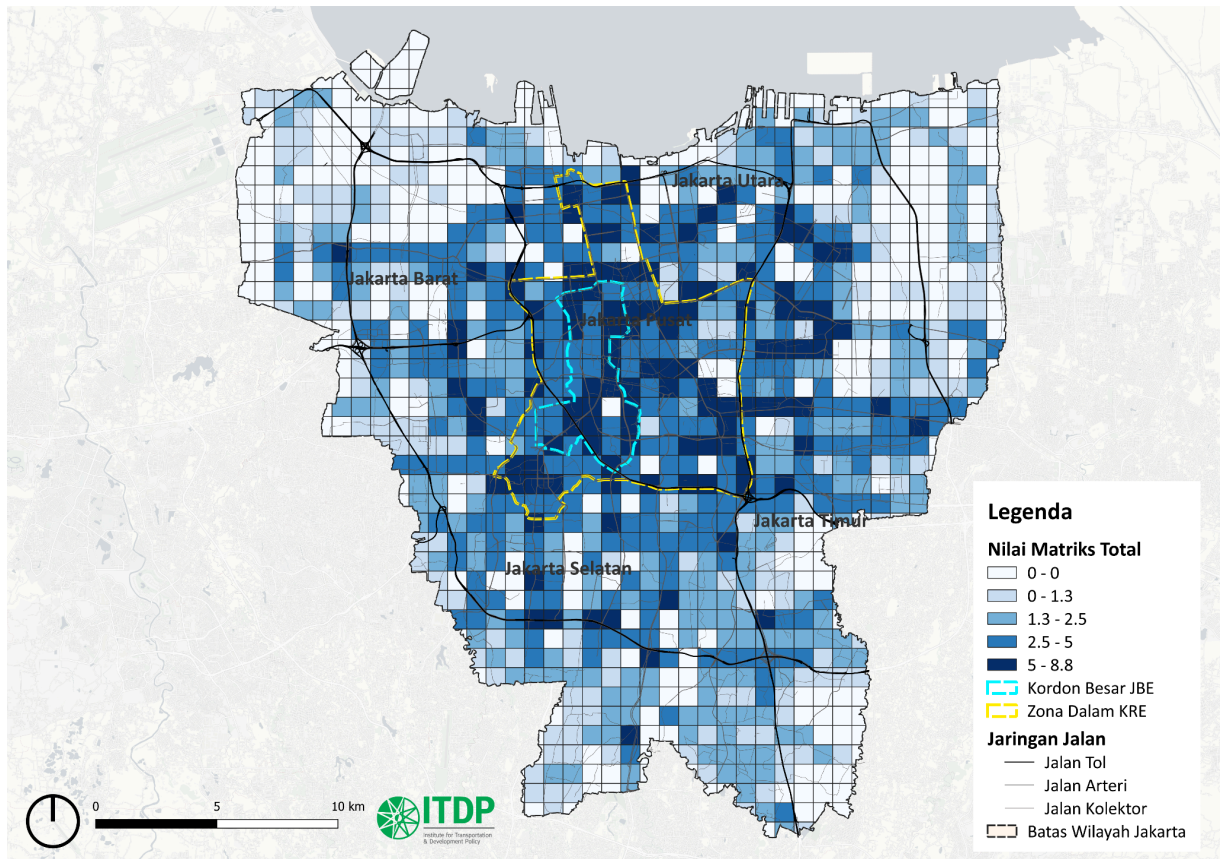 Jakarta Utara
Jakarta Barat
Jakarta Pusat
Jakarta Timur
Jakarta Selatan
Legenda
Nilai Matriks Total
0 - 0
0 - 1.3
1.3 - 2.5
2.5 - 5
5 - 8.8
Kordon Besar JBE
Zona Dalam KRE
Jaringan Jalan
Jalan Tol
Jalan Arteri
Jalan Kolektor
Batas Wilayah Jakarta
0 5 10 km
ITDP
Institute for Transportation
& Development Policy